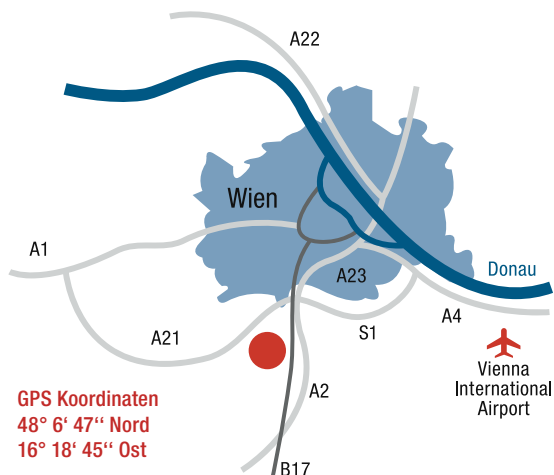 A22
Wien
A1
A23
Donau
A21
S1
A4
A2
Vienna
International
Airport
GPS Koordinaten
48° 6‘ 47“ Nord
16° 18‘ 45“ Ost
B17